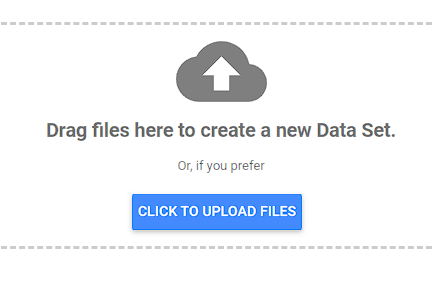 Drag files here to create a new Data Set.
Or, if you prefer
CLICK TO UPLOAD FILES